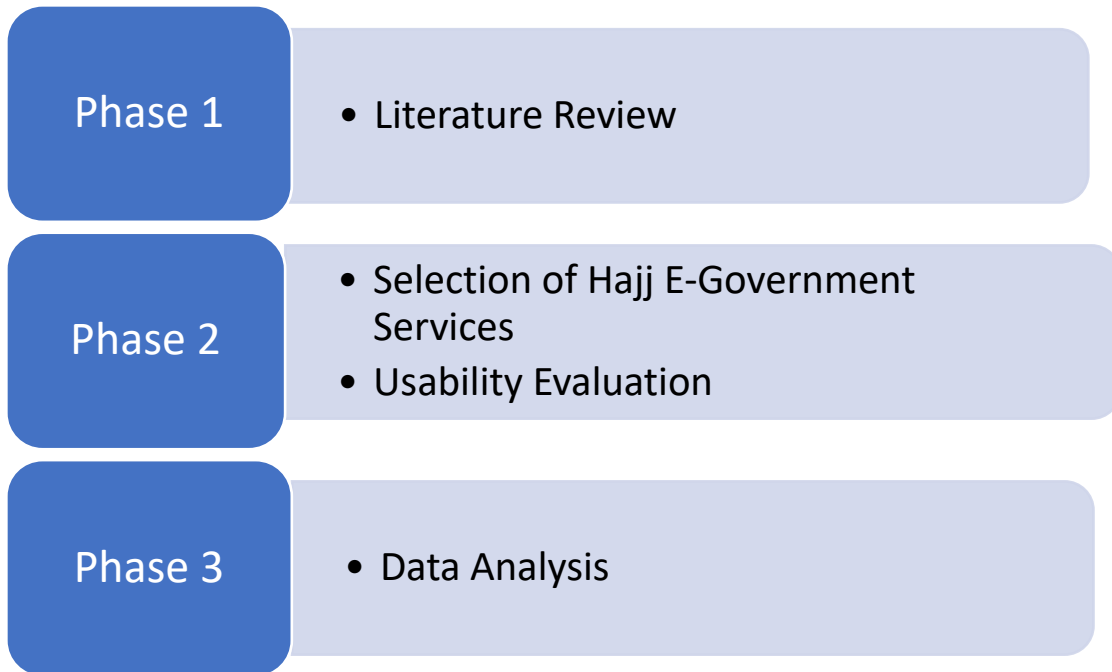 Phase 1
• Literature Review
Phase 2
• Selection of Hajj E-Government
Services
• Usability Evaluation
Phase 3
• Data Analysis